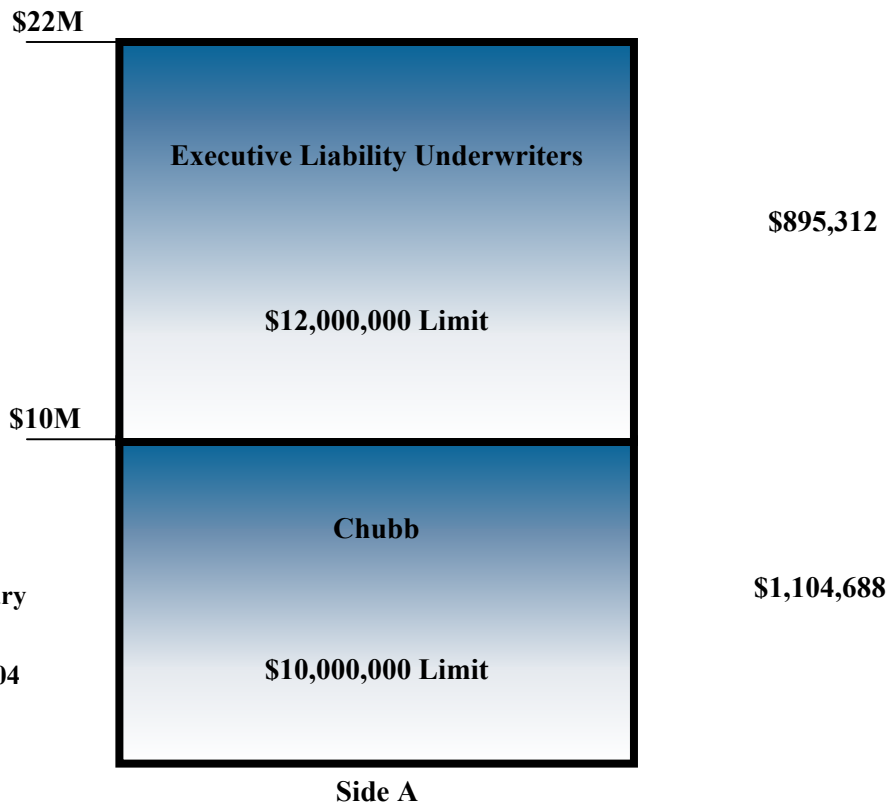 $22M
Executive Liability Underwriters
$895,312
$12,000,000 Limit
$10M
Chubb
$1,104,688
$10,000,000 Limit
Side A